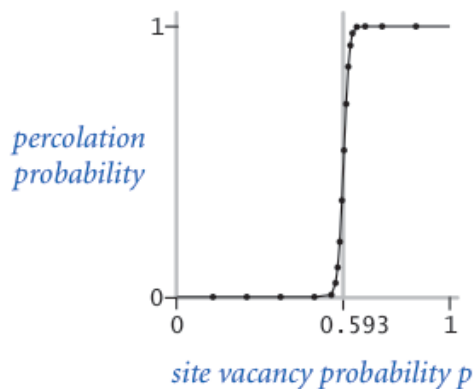 1
percolation
probability
0
0
0.593
1
site vacancy probability p